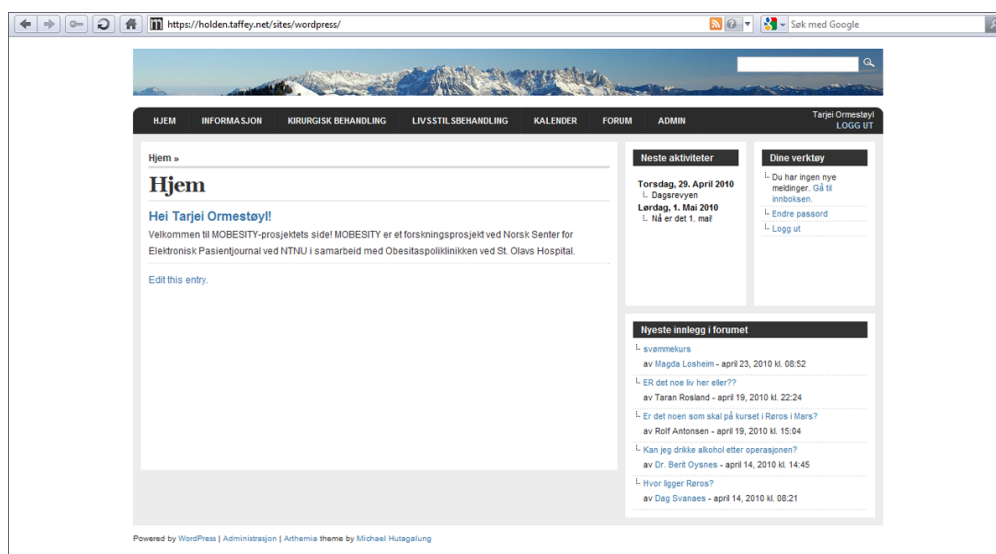 https://holden.taffey.net/sites/wordpress/
Søk med Google
HJEM INFORMASJON KIRURGISK BEHANDLING LIVSSTILSBEHANDLING KALENDER FORUM ADMIN
Tarjei Ormestøyl
LOGG UT
Hjem »
Hjem
Hei Tarjei Ormestøyl!
Velkommen til MOBESITY-prosjektets side! MOBESITY er et forskningsprosjekt ved Norsk Senter for
Elektronisk Pasientjournal ved NTNU i samarbeid med Obesitaspoliklinikken ved St. Olavs Hospital.
Edit this entry.
Neste aktiviteter
Torsdag, 29. April 2010
Dagsrevyen
Lørdag, 1. Mai 2010
Nå er det 1. mai!
Dine verktøy
Du har ingen nye
meldinger. Gå til
innboksen.
Endre passord
Logg ut
Nyeste innlegg i forumet
svømmekurs
av Magda Losheim - april 23, 2010 kl. 08:52
ER det noe liv her eller??
av Taran Rosland - april 19, 2010 kl. 22:24
Er det noen som skal på kurset i Røros i Mars?
av Rolf Antonsen - april 19, 2010 kl. 15:04
Kan jeg drikke alkohol etter operasjonen?
av Dr. Berit Oysnes - april 14, 2010 kl. 14:45
Hvor ligger Røros?
av Dag Svanaes - april 14, 2010 kl. 08:21
Powered by WordPress | Administrasjon | Arthemia theme by Michael Hutagalung